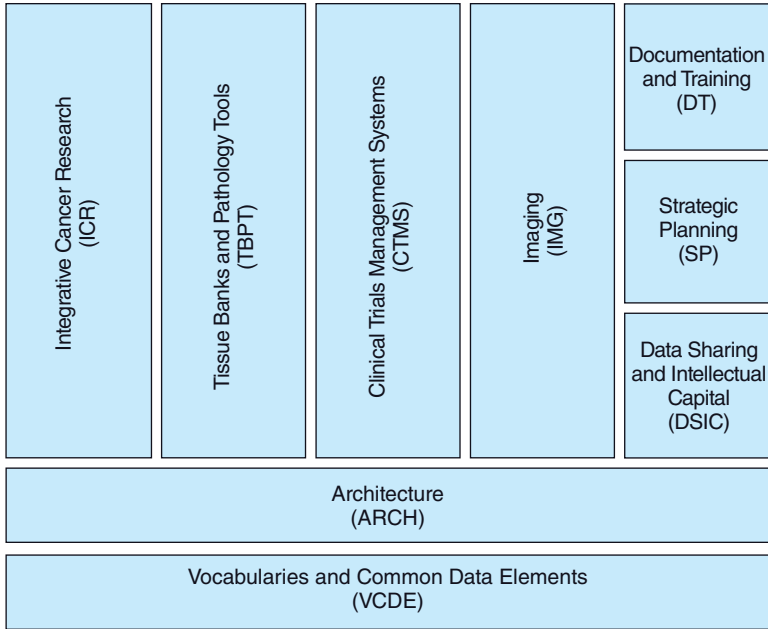 Integrative Cancer Research
(ICR)
Tissue Banks and Pathology Tools
(TBPT)
Clinical Trials Management Systems
(CTMS)
Imaging
(IMG)
Documentation
and Training
(DT)
Strategic
Planning
(SP)
Data Sharing
and Intellectual
Capital
(DSIC)
Architecture
(ARCH)
Vocabularies and Common Data Elements
(VCDE)